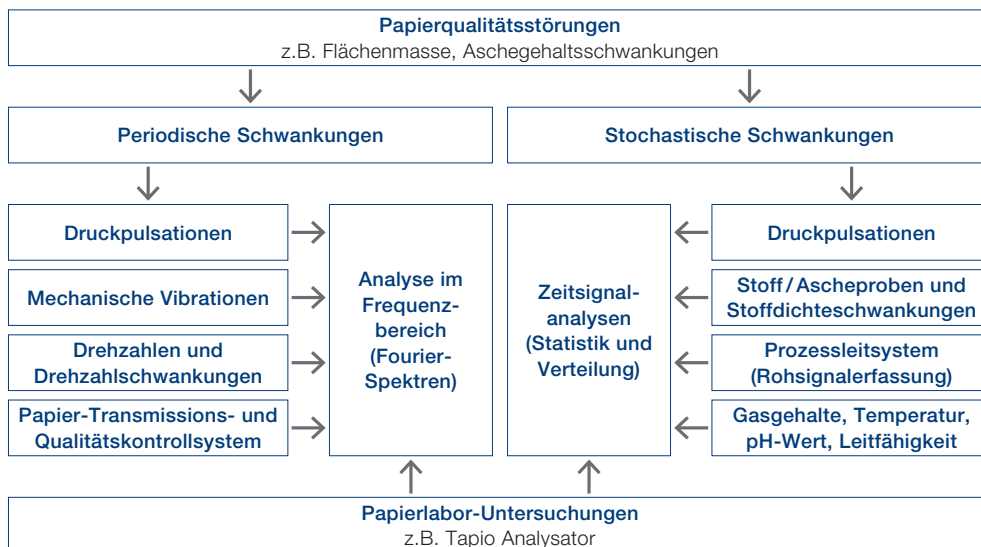 Papierqualitätsstörungen
z.B. Flächenmasse, Aschegehaltsschwankungen
Periodische Schwankungen
Stochastische Schwankungen
Druckpulsationen
Mechanische Vibrationen
Drehzahlen und
Drehzahlschwankungen
Papier-Transmissions- und
Qualitätskontrollsystem
Analyse im
Frequenz-
bereich
(Fourier-
Spektren)
Zeitsignal-
analysen
(Statistik und
Verteilung)
Druckpulsationen
Stoff/Ascheproben und
Stoffdichteschwankungen
Prozessleitsystem
(Rohsignalerfassung)
Gasgehalte, Temperatur,
pH-Wert, Leitfähigkeit
Papierlabor-Untersuchungen
z.B. Tapio Analysator